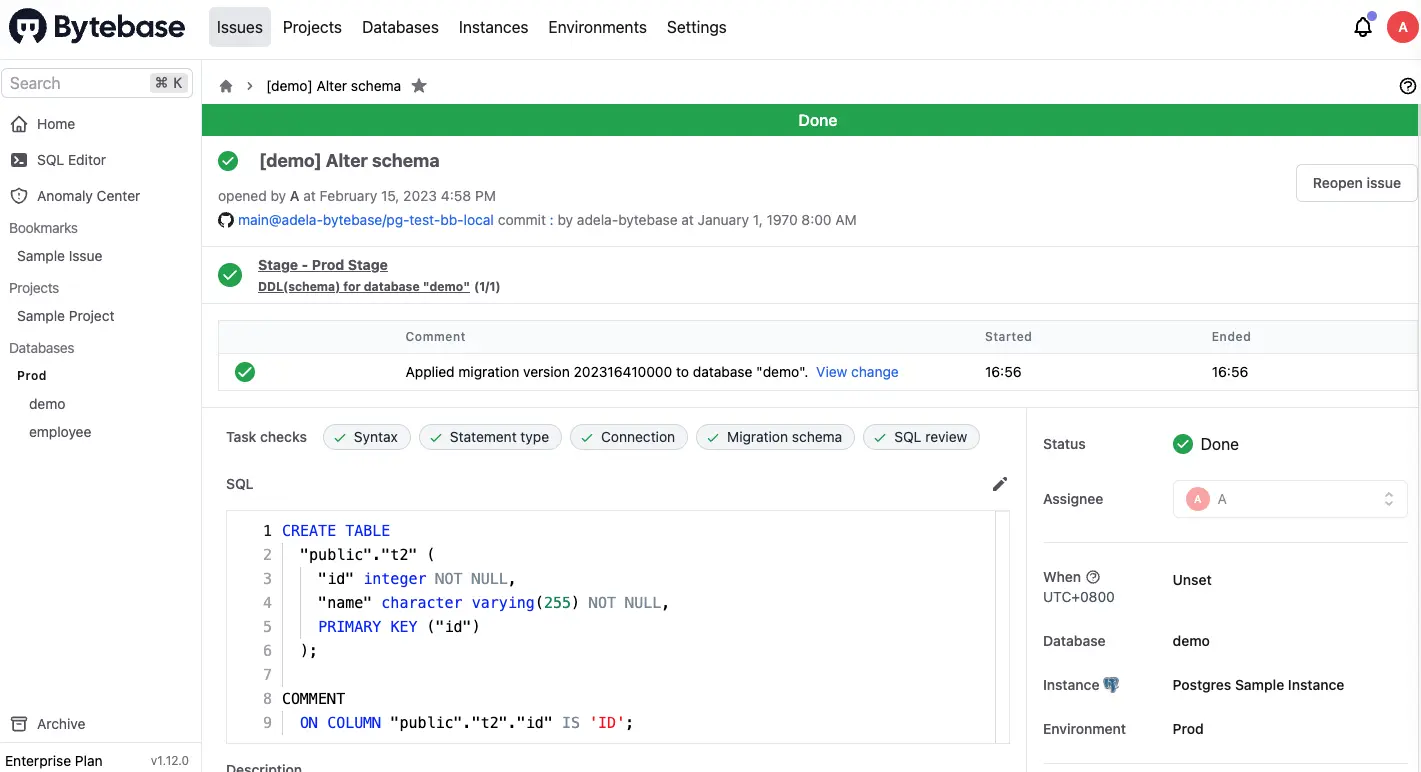 Bytebase
Issues Projects Databases Instances Environments Settings
A
Search ⌘ K
Home
SQL Editor
Anomaly Center
Bookmarks
Sample Issue
Projects
Sample Project
Databases
Prod
demo
employee
Archive
Enterprise Plan v1.12.0
[demo] Alter schema
Done
[demo] Alter schema
opened by A at February 15, 2023 4:58 PM
main@adela-bytebase/pg-test-bb-local commit : by adela-bytebase at January 1, 1970 8:00 AM
Reopen issue
Stage - Prod Stage
DDL(schema) for database "demo" (1/1)
Comment Started Ended
Applied migration version 202316410000 to database "demo". View change 16:56 16:56
Task checks Syntax Statement type Connection Migration schema SQL review
SQL
1 CREATE TABLE
2 "public"."t2" (
3 "id" integer NOT NULL,
4 "name" character varying(255) NOT NULL,
5 PRIMARY KEY ("id")
6 );
7
8 COMMENT
9 ON COLUMN "public"."t2"."id" IS 'ID';
Description
Status Done
Assignee A A
When Unset
UTC+0800
Database demo
Instance Postgres Sample Instance
Environment Prod